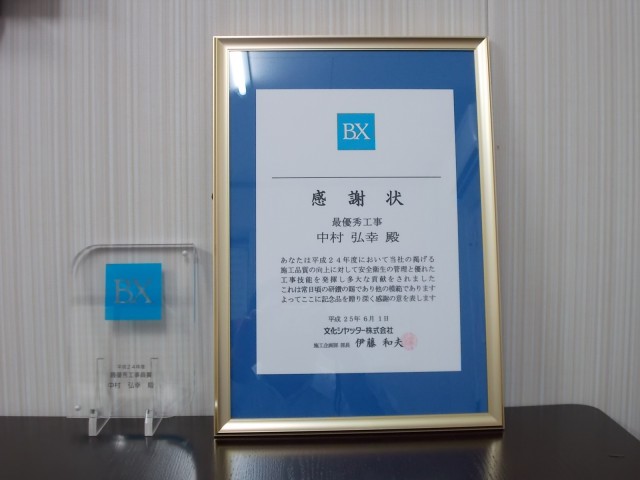 BX
感謝状
最優秀工事
中村 弘幸 殿
あなたは平成24年度において当社の掲げる
施工品質の向上に対して安全衛生の管理と優れた
工事技能を発揮し多大な貢献をされました
これは常日頃の研鑽の賜であり他の模範であります
よってここに記念品を贈り深く感謝の意を表します
平成25年6月1日
文化シヤッター株式会社
施工企画部 部長 伊藤 和夫
BX
平成24年度
最優秀工事員賞
中村 弘幸 殿